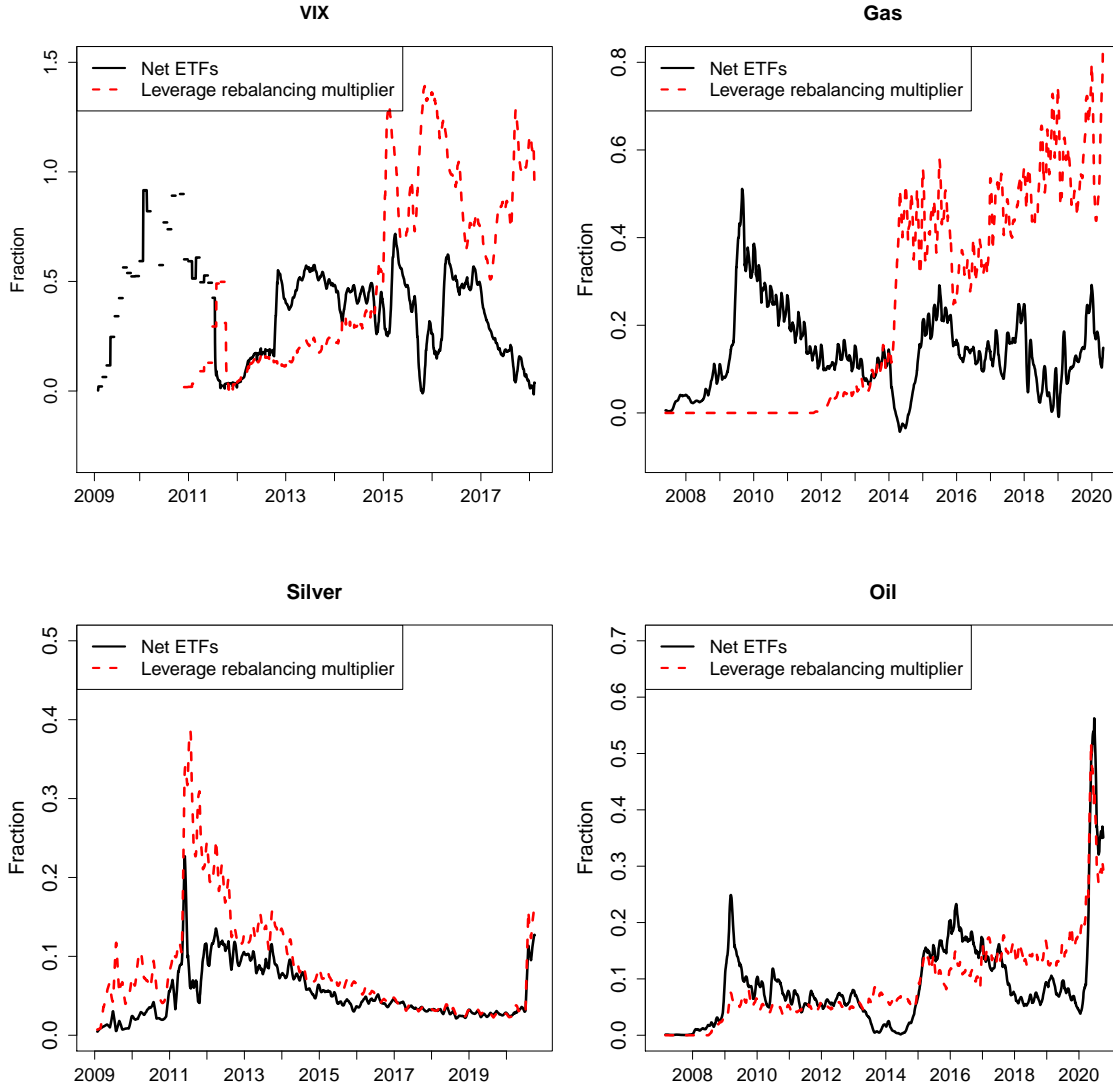 VIX
Net ETFs
Leverage rebalancing multiplier
Fraction
0.0 0.5 1.0 1.5
2009 2011 2013 2015 2017
Gas
Net ETFs
Leverage rebalancing multiplier
Fraction
0.0 0.2 0.4 0.6 0.8
2008 2010 2012 2014 2016 2018 2020
Silver
Net ETFs
Leverage rebalancing multiplier
Fraction
0.0 0.1 0.2 0.3 0.4 0.5
2009 2011 2013 2015 2017 2019
Oil
Net ETFs
Leverage rebalancing multiplier
Fraction
0.0 0.1 0.2 0.3 0.4 0.5 0.6 0.7
2008 2010 2012 2014 2016 2018 2020